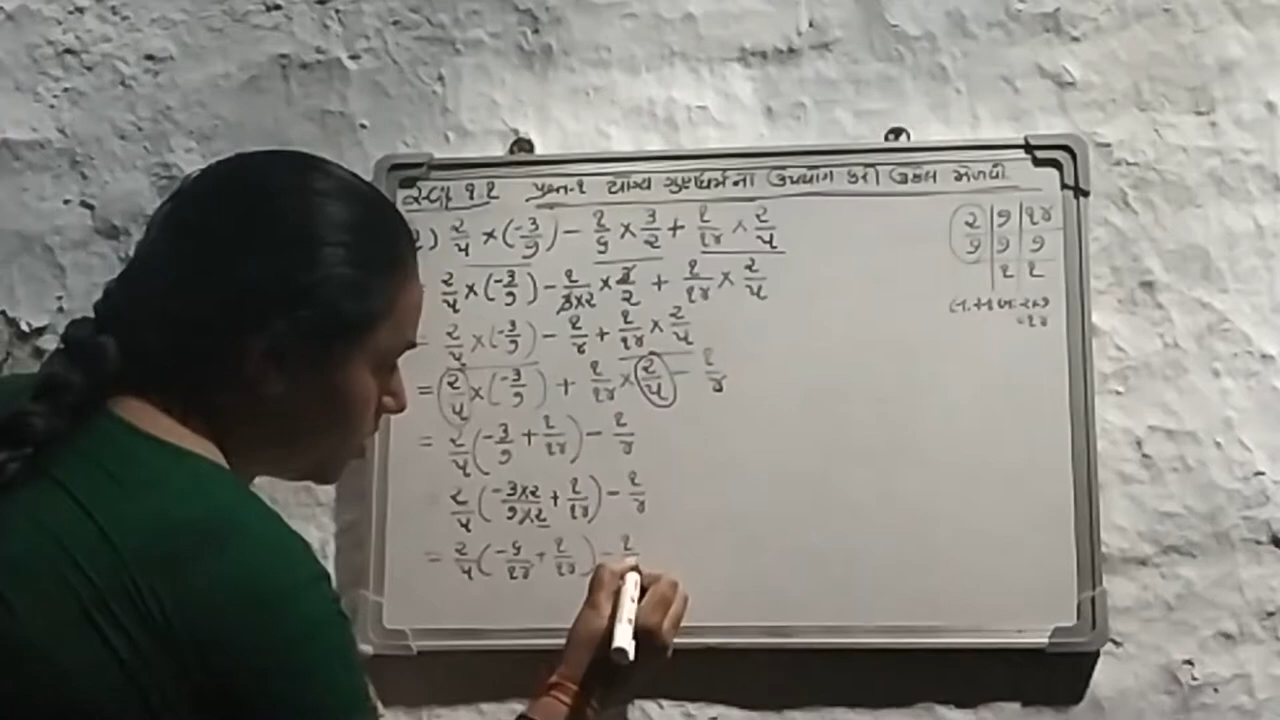 ૧.૧ પ્રશ્ન-૧ યોગ્ય ગુણધર્મના ઉપયોગ કરી ઉકેલ મેળવો
૧) ૨/૫ × (-૩/૭) - ૧/૬ × ૩/૨ + ૧/૧૪ × ૨/૫
૨/૫ × (-૩/૭) - ૧/૩×૨ × ૩/૨ + ૧/૧૪ × ૨/૫
= ૨/૫ × (-૩/૭) - ૧/૪ + ૧/૧૪ × ૨/૫
= ૨/૫ × (-૩/૭) + ૧/૧૪ × ૨/૫ - ૧/૪
= ૨/૫ (-૩/૭ + ૧/૧૪) - ૧/૪
૨/૫ (-૩×૨/૭×૨ + ૧/૧૪) - ૧/૪
= ૨/૫ (-૬/૧૪ + ૧/૧૪) - ૧
૨ | ૭ | ૧૪
૭ | ૭ | ૭
| ૧ | ૧
૨×૭
=૧૪